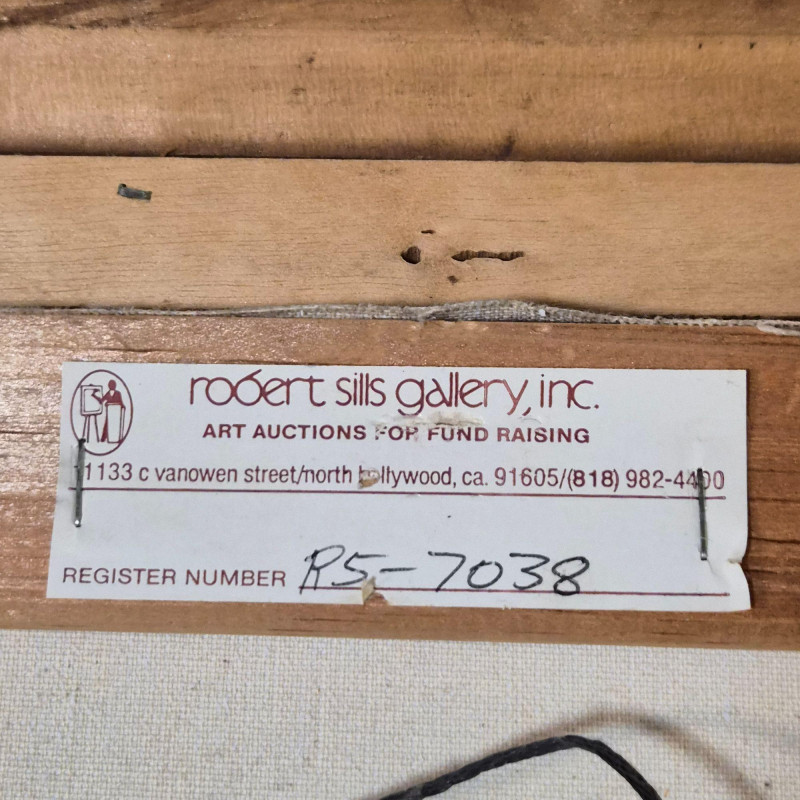 robert sills gallery, inc.
ART AUCTIONS FOR FUND RAISING
11133 c vanowen street/north hollywood, ca. 91605/(818) 982-4400
REGISTER NUMBER RS-7038